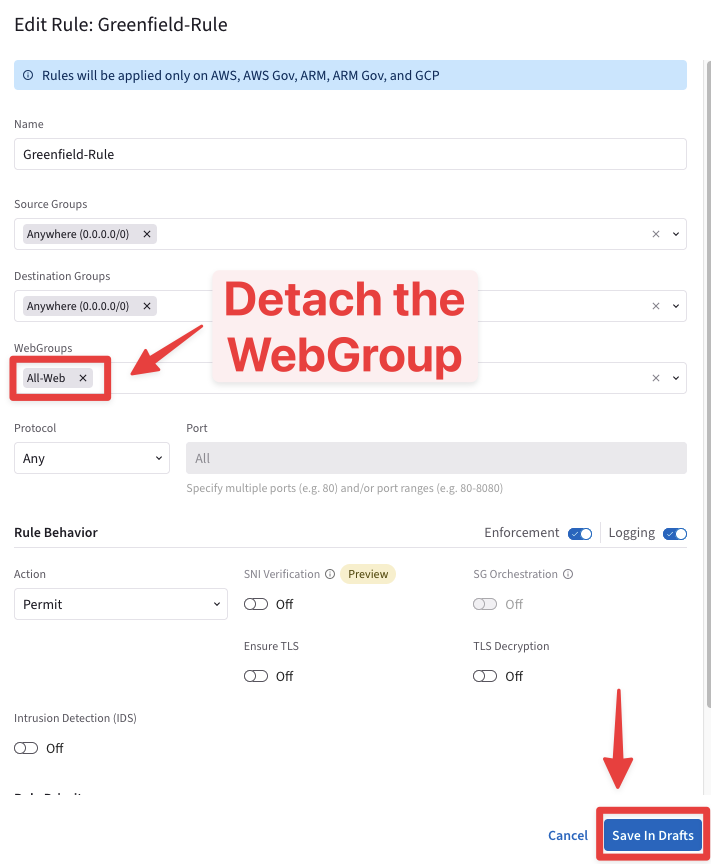 Edit Rule: Greenfield-Rule
Rules will be applied only on AWS, AWS Gov, ARM, ARM Gov, and GCP
Name
Greenfield-Rule
Source Groups
Anywhere (0.0.0.0/0)
Destination Groups
Anywhere (0.0.0.0/0)
Detach the
WebGroup
WebGroups
All-Web
Protocol
Port
Any
All
Specify multiple ports (e.g. 80) and/or port ranges (e.g. 80-8080)
Rule Behavior
Enforcement
Logging
Action
SNI Verification
Preview
SG Orchestration
Permit
Off
Off
Ensure TLS
TLS Decryption
Off
Off
Intrusion Detection (IDS)
Off
Cancel
Save In Drafts